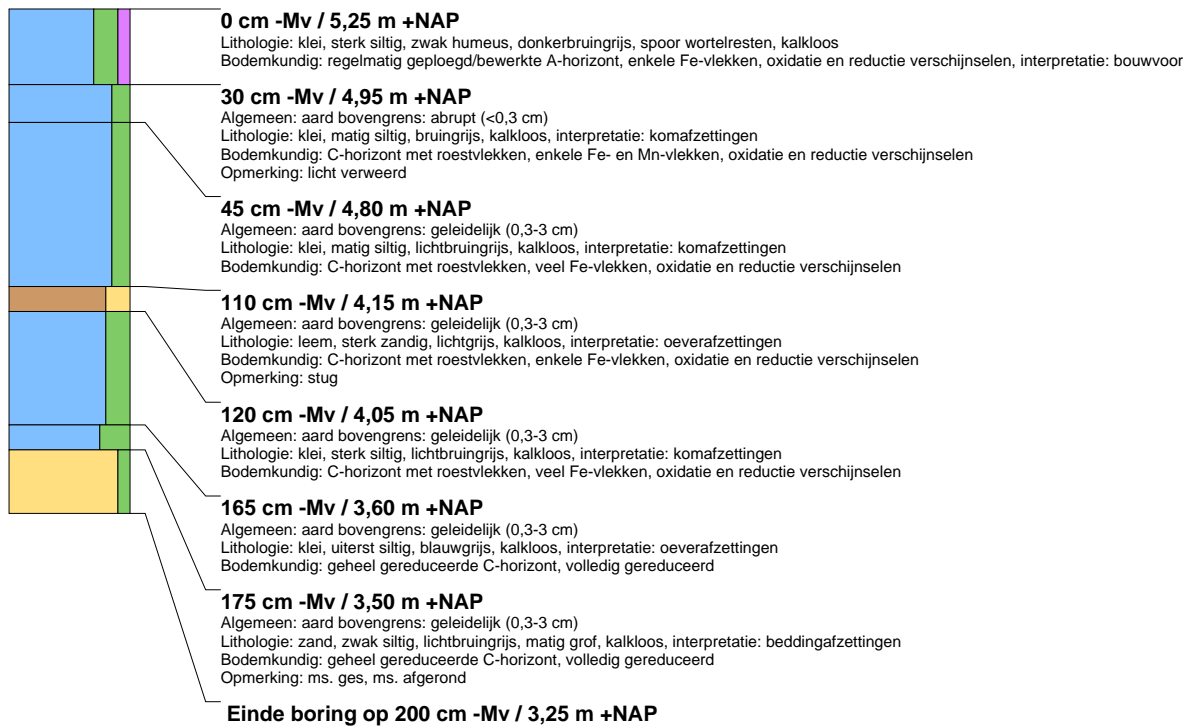 0 cm -Mv / 5,25 m +NAP
Lithologie: klei, sterk siltig, zwak humeus, donkerbruingrijs, spoor wortelresten, kalkloos
Bodemkundig: regelmatig geploegd/bewerkte A-horizont, enkele Fe-vlekken, oxidatie en reductie verschijnselen, interpretatie: bouwvoor
30 cm -Mv / 4,95 m +NAP
Algemeen: aard bovengrens: abrupt (<0,3 cm)
Lithologie: klei, matig siltig, bruingrijs, kalkloos, interpretatie: komafzettingen
Bodemkundig: C-horizont met roestvlekken, enkele Fe- en Mn-vlekken, oxidatie en reductie verschijnselen
Opmerking: licht verweerd
45 cm -Mv / 4,80 m +NAP
Algemeen: aard bovengrens: geleidelijk (0,3-3 cm)
Lithologie: klei, matig siltig, lichtbruingrijs, kalkloos, interpretatie: komafzettingen
Bodemkundig: C-horizont met roestvlekken, veel Fe-vlekken, oxidatie en reductie verschijnselen
110 cm -Mv / 4,15 m +NAP
Algemeen: aard bovengrens: geleidelijk (0,3-3 cm)
Lithologie: leem, sterk zandig, lichtgrijs, kalkloos, interpretatie: oeverafzettingen
Bodemkundig: C-horizont met roestvlekken, enkele Fe-vlekken, oxidatie en reductie verschijnselen
Opmerking: stug
120 cm -Mv / 4,05 m +NAP
Algemeen: aard bovengrens: geleidelijk (0,3-3 cm)
Lithologie: klei, sterk siltig, lichtbruingrijs, kalkloos, interpretatie: komafzettingen
Bodemkundig: C-horizont met roestvlekken, veel Fe-vlekken, oxidatie en reductie verschijnselen
165 cm -Mv / 3,60 m +NAP
Algemeen: aard bovengrens: geleidelijk (0,3-3 cm)
Lithologie: klei, uiterst siltig, blauwgrijs, kalkloos, interpretatie: oeverafzettingen
Bodemkundig: geheel gereduceerde C-horizont, volledig gereduceerd
175 cm -Mv / 3,50 m +NAP
Algemeen: aard bovengrens: geleidelijk (0,3-3 cm)
Lithologie: zand, zwak siltig, lichtbruingrijs, matig grof, kalkloos, interpretatie: beddingafzettingen
Bodemkundig: geheel gereduceerde C-horizont, volledig gereduceerd
Opmerking: ms. ges, ms. afgerond
Einde boring op 200 cm -Mv / 3,25 m +NAP